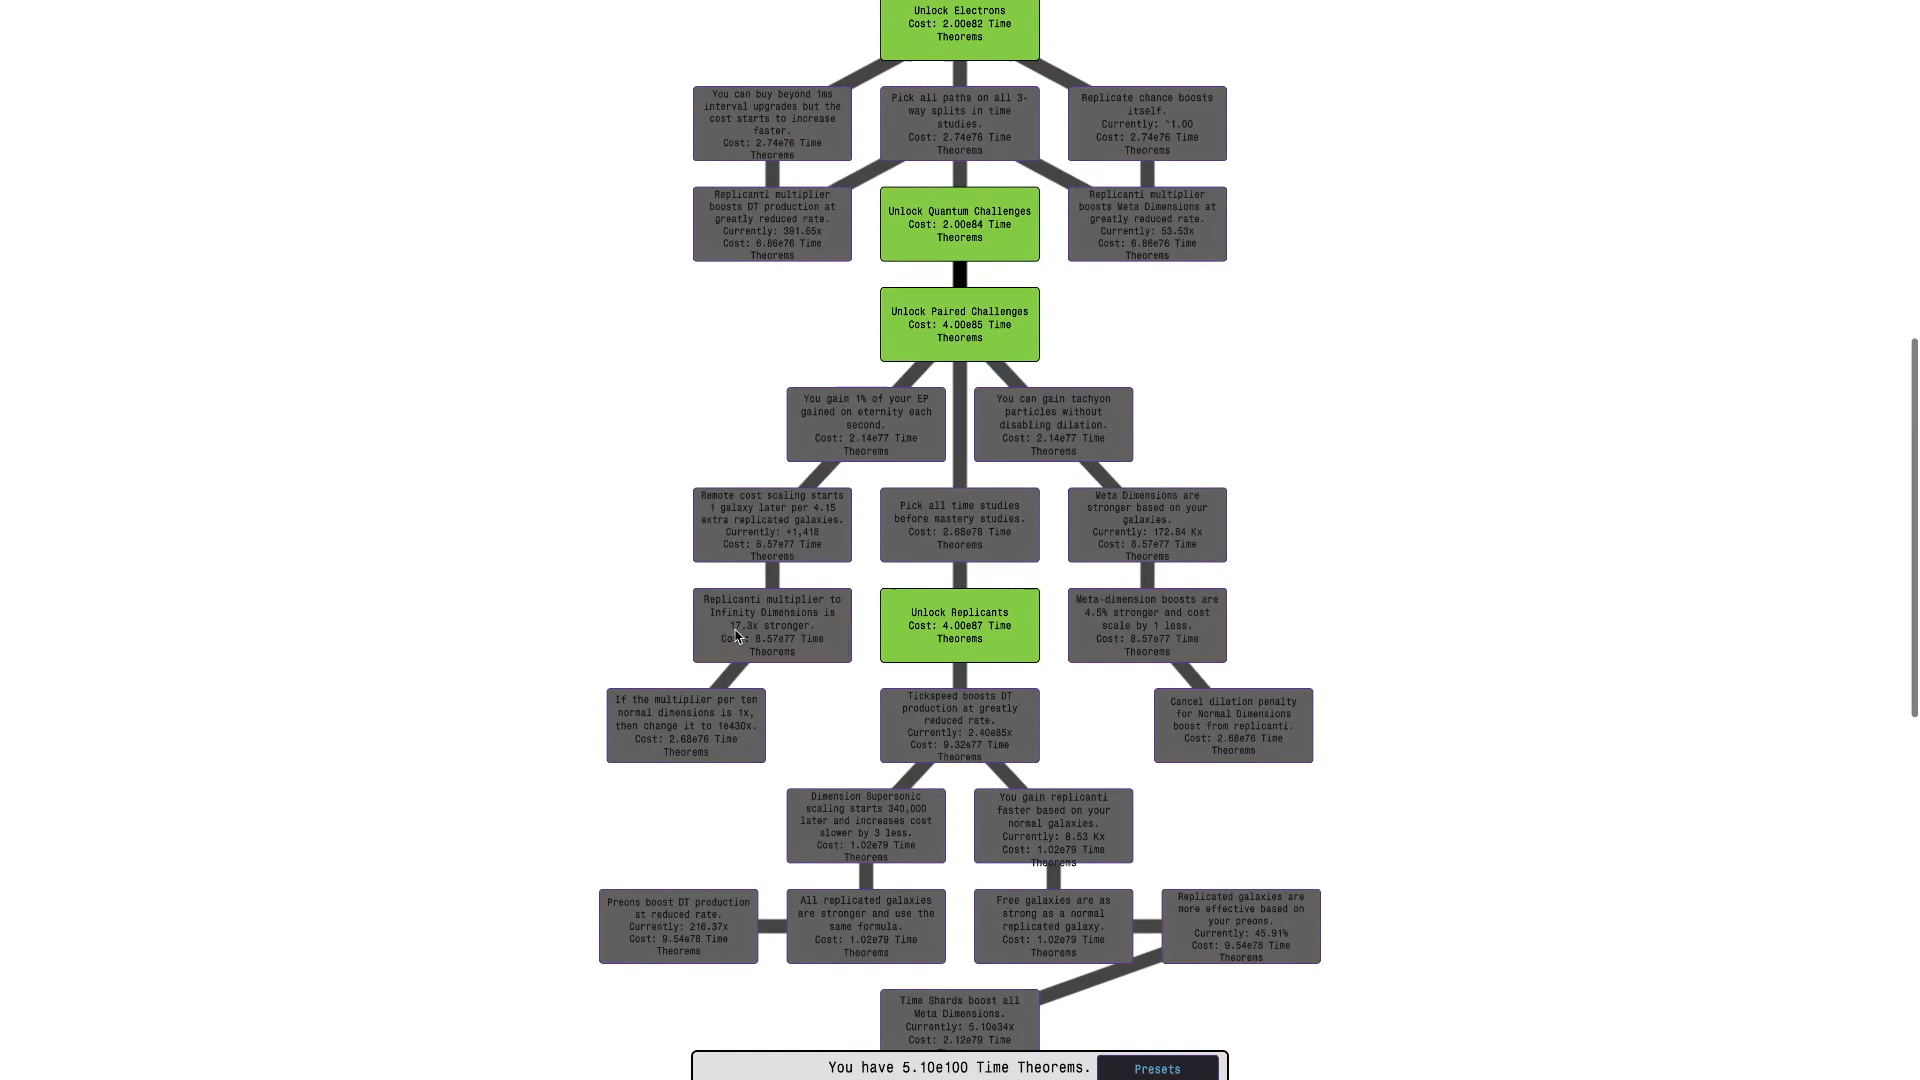 Unlock Electrons
Cost: 2.00e82 Time
Theorems
You can buy beyond 1ms
interval upgrades but the
cost starts to increase
faster.
Cost: 2.74e76 Time
Theorems
Pick all paths on all 3-
way splits in time
studies.
Cost: 2.74e76 Time
Theorems
Replicate chance boosts
itself.
Currently: ^1.00
Cost: 2.74e76 Time
Theorems
Replicanti multiplier
boosts DT production at
greatly reduced rate.
Currently: 391.65x
Cost: 6.86e76 Time
Theorems
Unlock Quantum Challenges
Cost: 2.00e84 Time
Theorems
Replicanti multiplier
boosts Meta Dimensions at
greatly reduced rate.
Currently: 53.53x
Cost: 6.86e76 Time
Theorems
Unlock Paired Challenges
Cost: 4.00e85 Time
Theorems
You gain 1% of your EP
gained on eternity each
second.
Cost: 2.14e77 Time
Theorems
You can gain tachyon
particles without
disabling dilation.
Cost: 2.14e77 Time
Theorems
Remote cost scaling starts
1 galaxy later per 4.15
extra replicated galaxies.
Currently: +1,418
Cost: 8.57e77 Time
Theorems
Pick all time studies
before mastery studies.
Cost: 2.68e78 Time
Theorems
Meta Dimensions are
stronger based on your
galaxies.
Currently: 172.84 Kx
Cost: 8.57e77 Time
Theorems
Replicanti multiplier to
Infinity Dimensions is
17.3x stronger.
Cost: 8.57e77 Time
Theorems
Unlock Replicants
Cost: 4.00e87 Time
Theorems
Meta-dimension boosts are
4.5% stronger and cost
scale by 1 less.
Cost: 8.57e77 Time
Theorems
If the multiplier per ten
normal dimensions is 1x,
then change it to 1e430x.
Cost: 2.68e76 Time
Theorems
Tickspeed boosts DT
production at greatly
reduced rate.
Currently: 2.40e85x
Cost: 9.32e77 Time
Theorems
Cancel dilation penalty
for Normal Dimensions
boost from replicanti.
Cost: 2.68e76 Time
Theorems
Dimension Supersonic
scaling starts 340,000
later and increases cost
slower by 3 less.
Cost: 1.02e79 Time
Theorems
You gain replicanti
faster based on your
normal galaxies.
Currently: 8.53 Kx
Cost: 1.02e79 Time
Theorems
Preons boost DT production
at reduced rate.
Currently: 216.37x
Cost: 9.54e78 Time
Theorems
All replicated galaxies
are stronger and use the
same formula.
Cost: 1.02e79 Time
Theorems
Free galaxies are as
strong as a normal
replicated galaxy.
Cost: 1.02e79 Time
Theorems
Replicated galaxies are
more effective based on
your preons.
Currently: 45.91%
Cost: 9.54e78 Time
Theorems
Time Shards boost all
Meta Dimensions.
Currently: 5.10e34x
Cost: 2.12e79 Time
You have 5.10e100 Time Theorems.
Presets